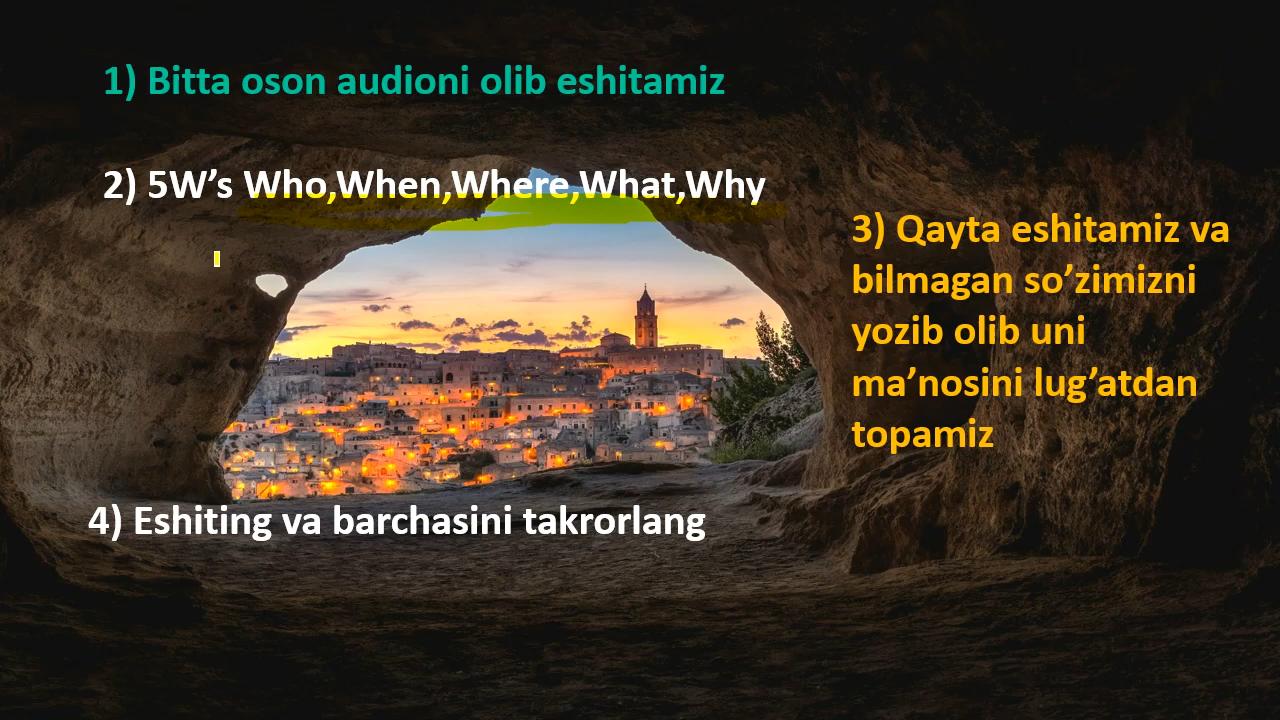 1) Bitta oson audioni olib eshitamiz
2) 5W’s Who,When,Where,What,Why
3) Qayta eshitamiz va
bilmagan so’zimizni
yozib olib uni
ma’nosini lug’atdan
topamiz
4) Eshiting va barchasini takrorlang